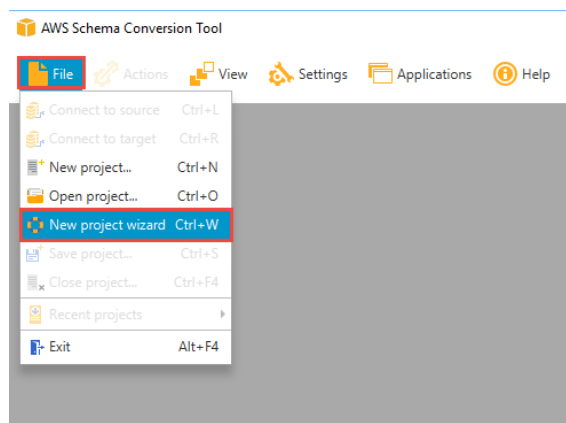 AWS Schema Conversion Tool
File Actions View Settings Applications Help
Connect to source Ctrl+L
Connect to target Ctrl+R
New project... Ctrl+N
Open project... Ctrl+O
New project wizard Ctrl+W
Save project... Ctrl+S
Close project... Ctrl+F4
Recent projects
Exit Alt+F4